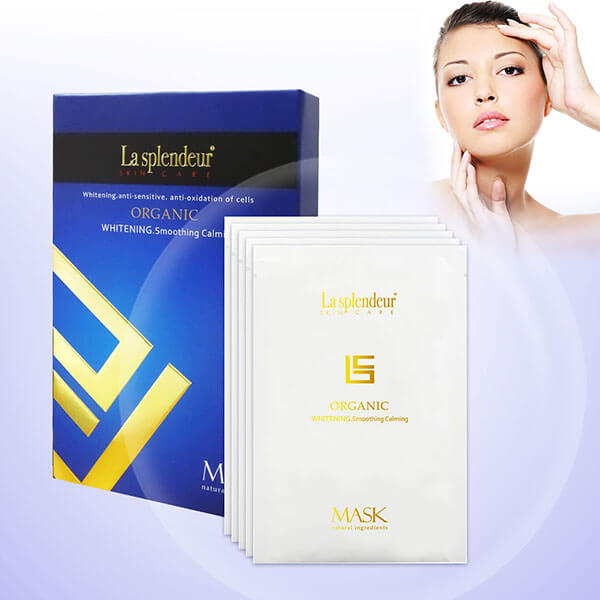 La splendeur®
SKIN CARE
Whitening.anti-sensitive. anti-oxidation of cells
ORGANIC
WHITENING.Smoothing Calming
MASK
natural
La splendeur®
SKIN CARE
ORGANIC
WHITENING.Smoothing Calming
MASK
natural ingredients